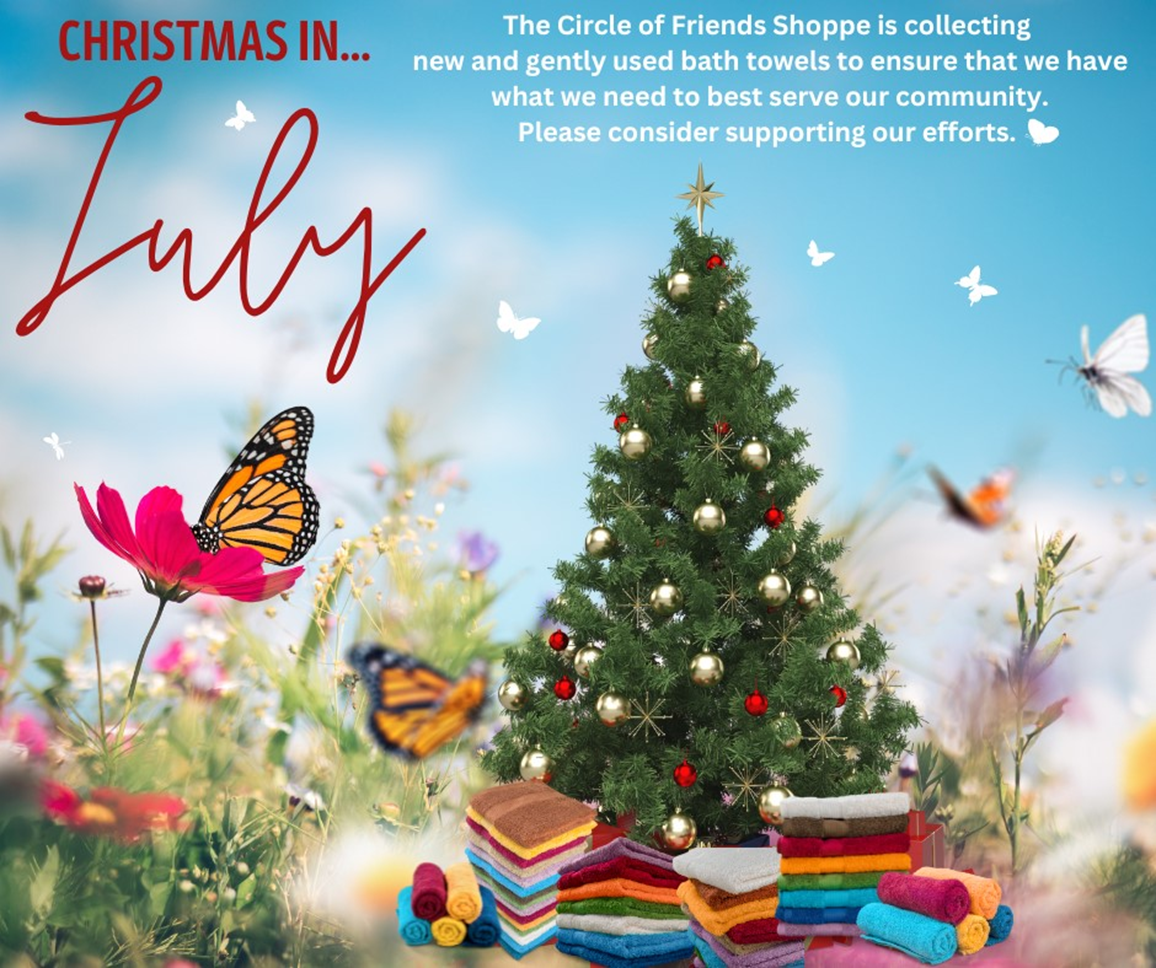 CHRISTMAS IN...
July
The Circle of Friends Shoppe is collecting
new and gently used bath towels to ensure that we have
what we need to best serve our community.
Please consider supporting our efforts.